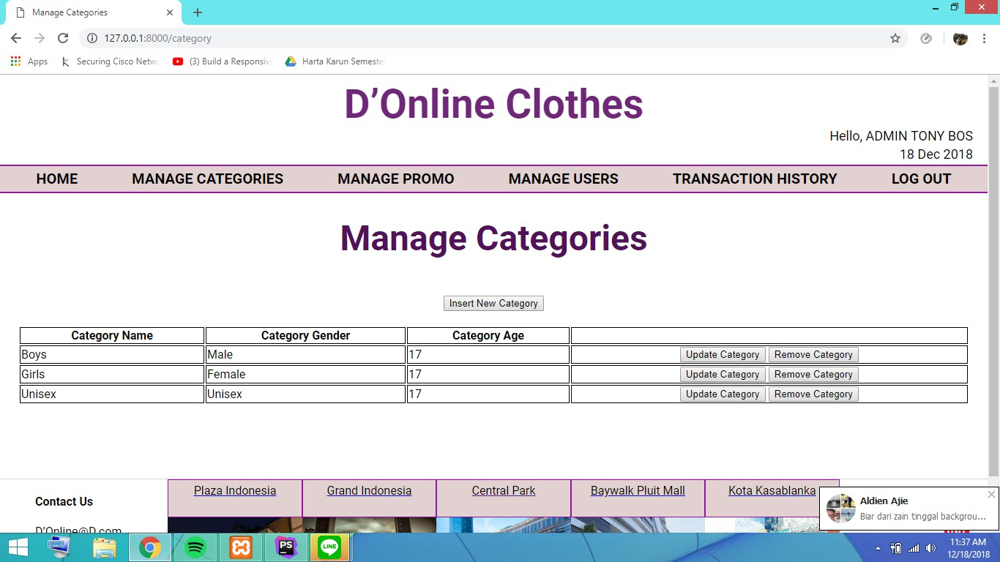 Manage Categories
127.0.0.1:8000/category
Apps
Securing Cisco Netwo
(3) Build a Responsive
Harta Karun Semeste
D’Online Clothes
Hello, ADMIN TONY BOS
18 Dec 2018
HOME MANAGE CATEGORIES MANAGE PROMO MANAGE USERS TRANSACTION HISTORY LOG OUT
Manage Categories
Insert New Category
Category Name Category Gender Category Age
Boys Male 17 Update Category Remove Category
Girls Female 17 Update Category Remove Category
Unisex Unisex 17 Update Category Remove Category
Plaza Indonesia Grand Indonesia Central Park Baywalk Pluit Mall Kota Kasablanka
Contact Us
D’Online@D.com
Aldien Ajie
Biar dari zain tinggal backgrou...
PS
LINE
11:37 AM
12/18/2018